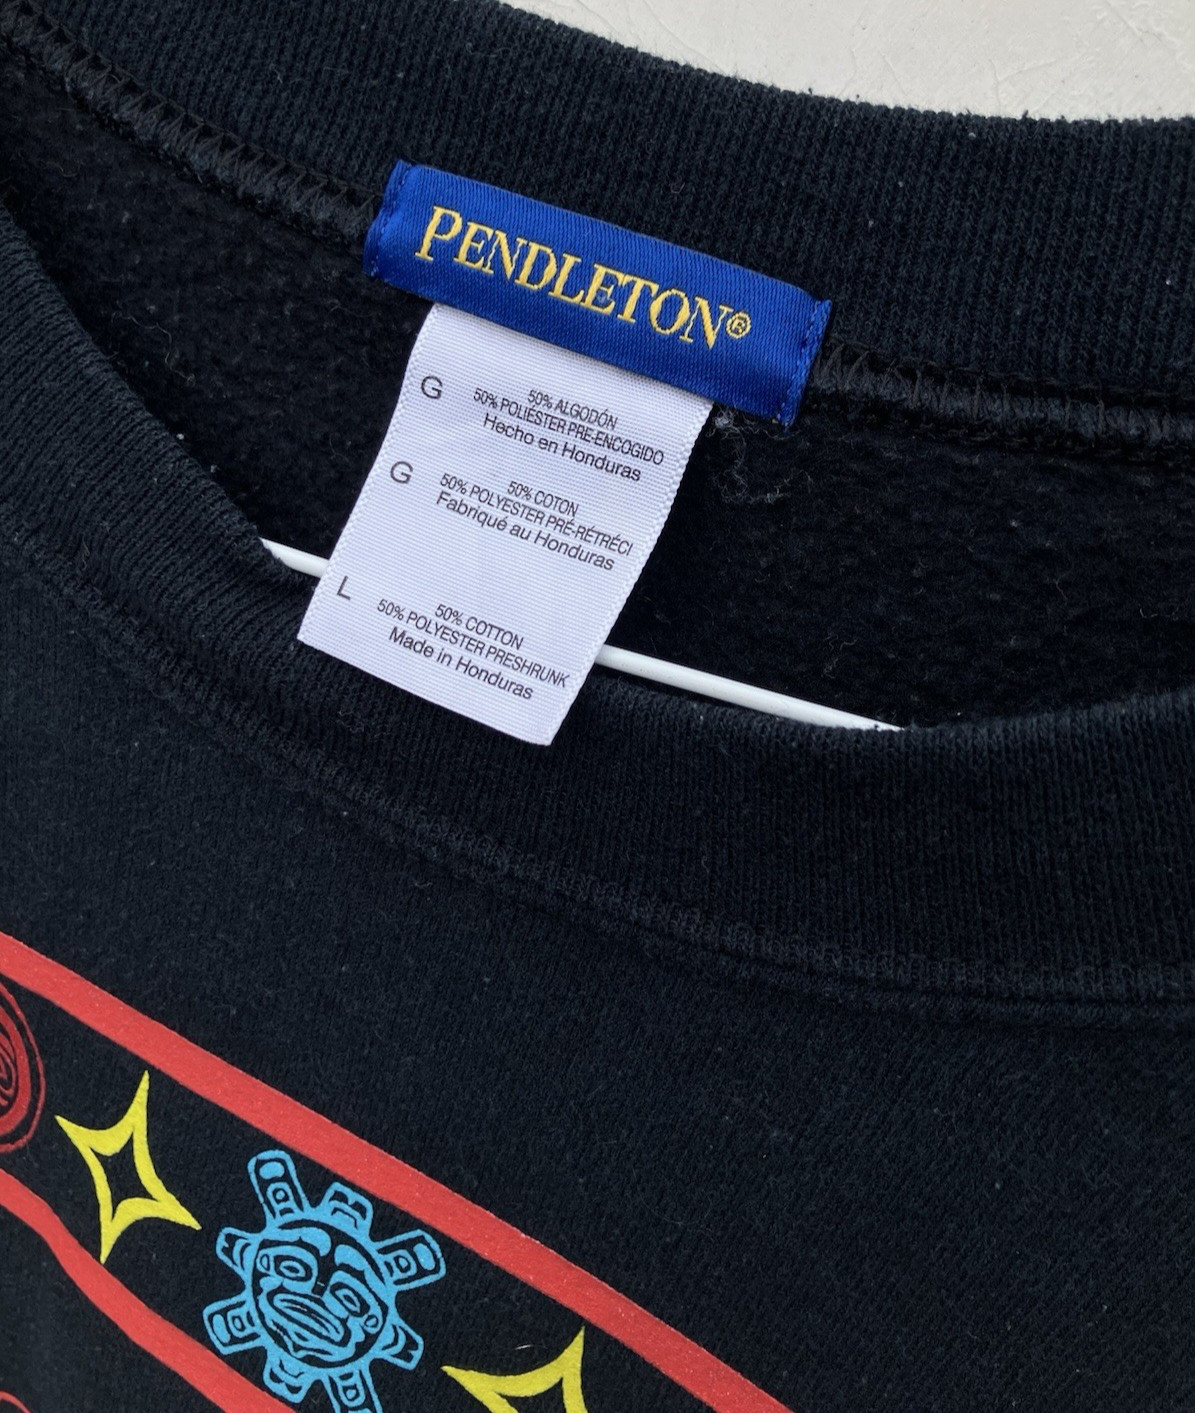 PENDLETON®
G
50% ALGODÓN
50% POLIÉSTER PRE-ENCOGIDO
Hecho en Honduras
G
50% COTON
50% POLYESTER PRÉ-RÉTRÉCI
Fabriqué au Honduras
L
50% COTTON
50% POLYESTER PRESHRUNK
Made in Honduras